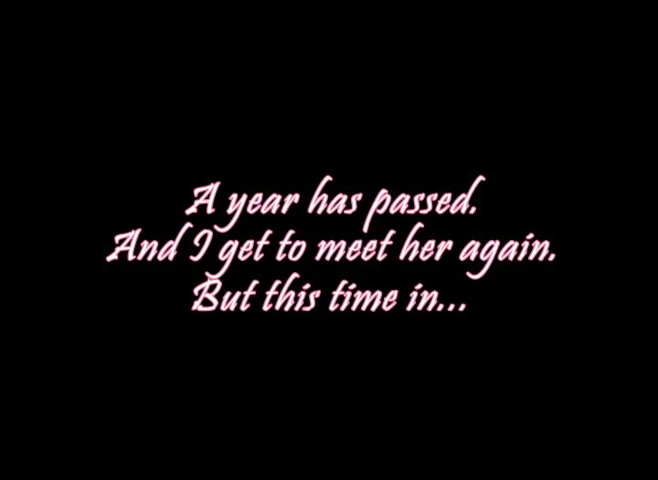 A year has passed.
And I get to meet her again.
But this time in...